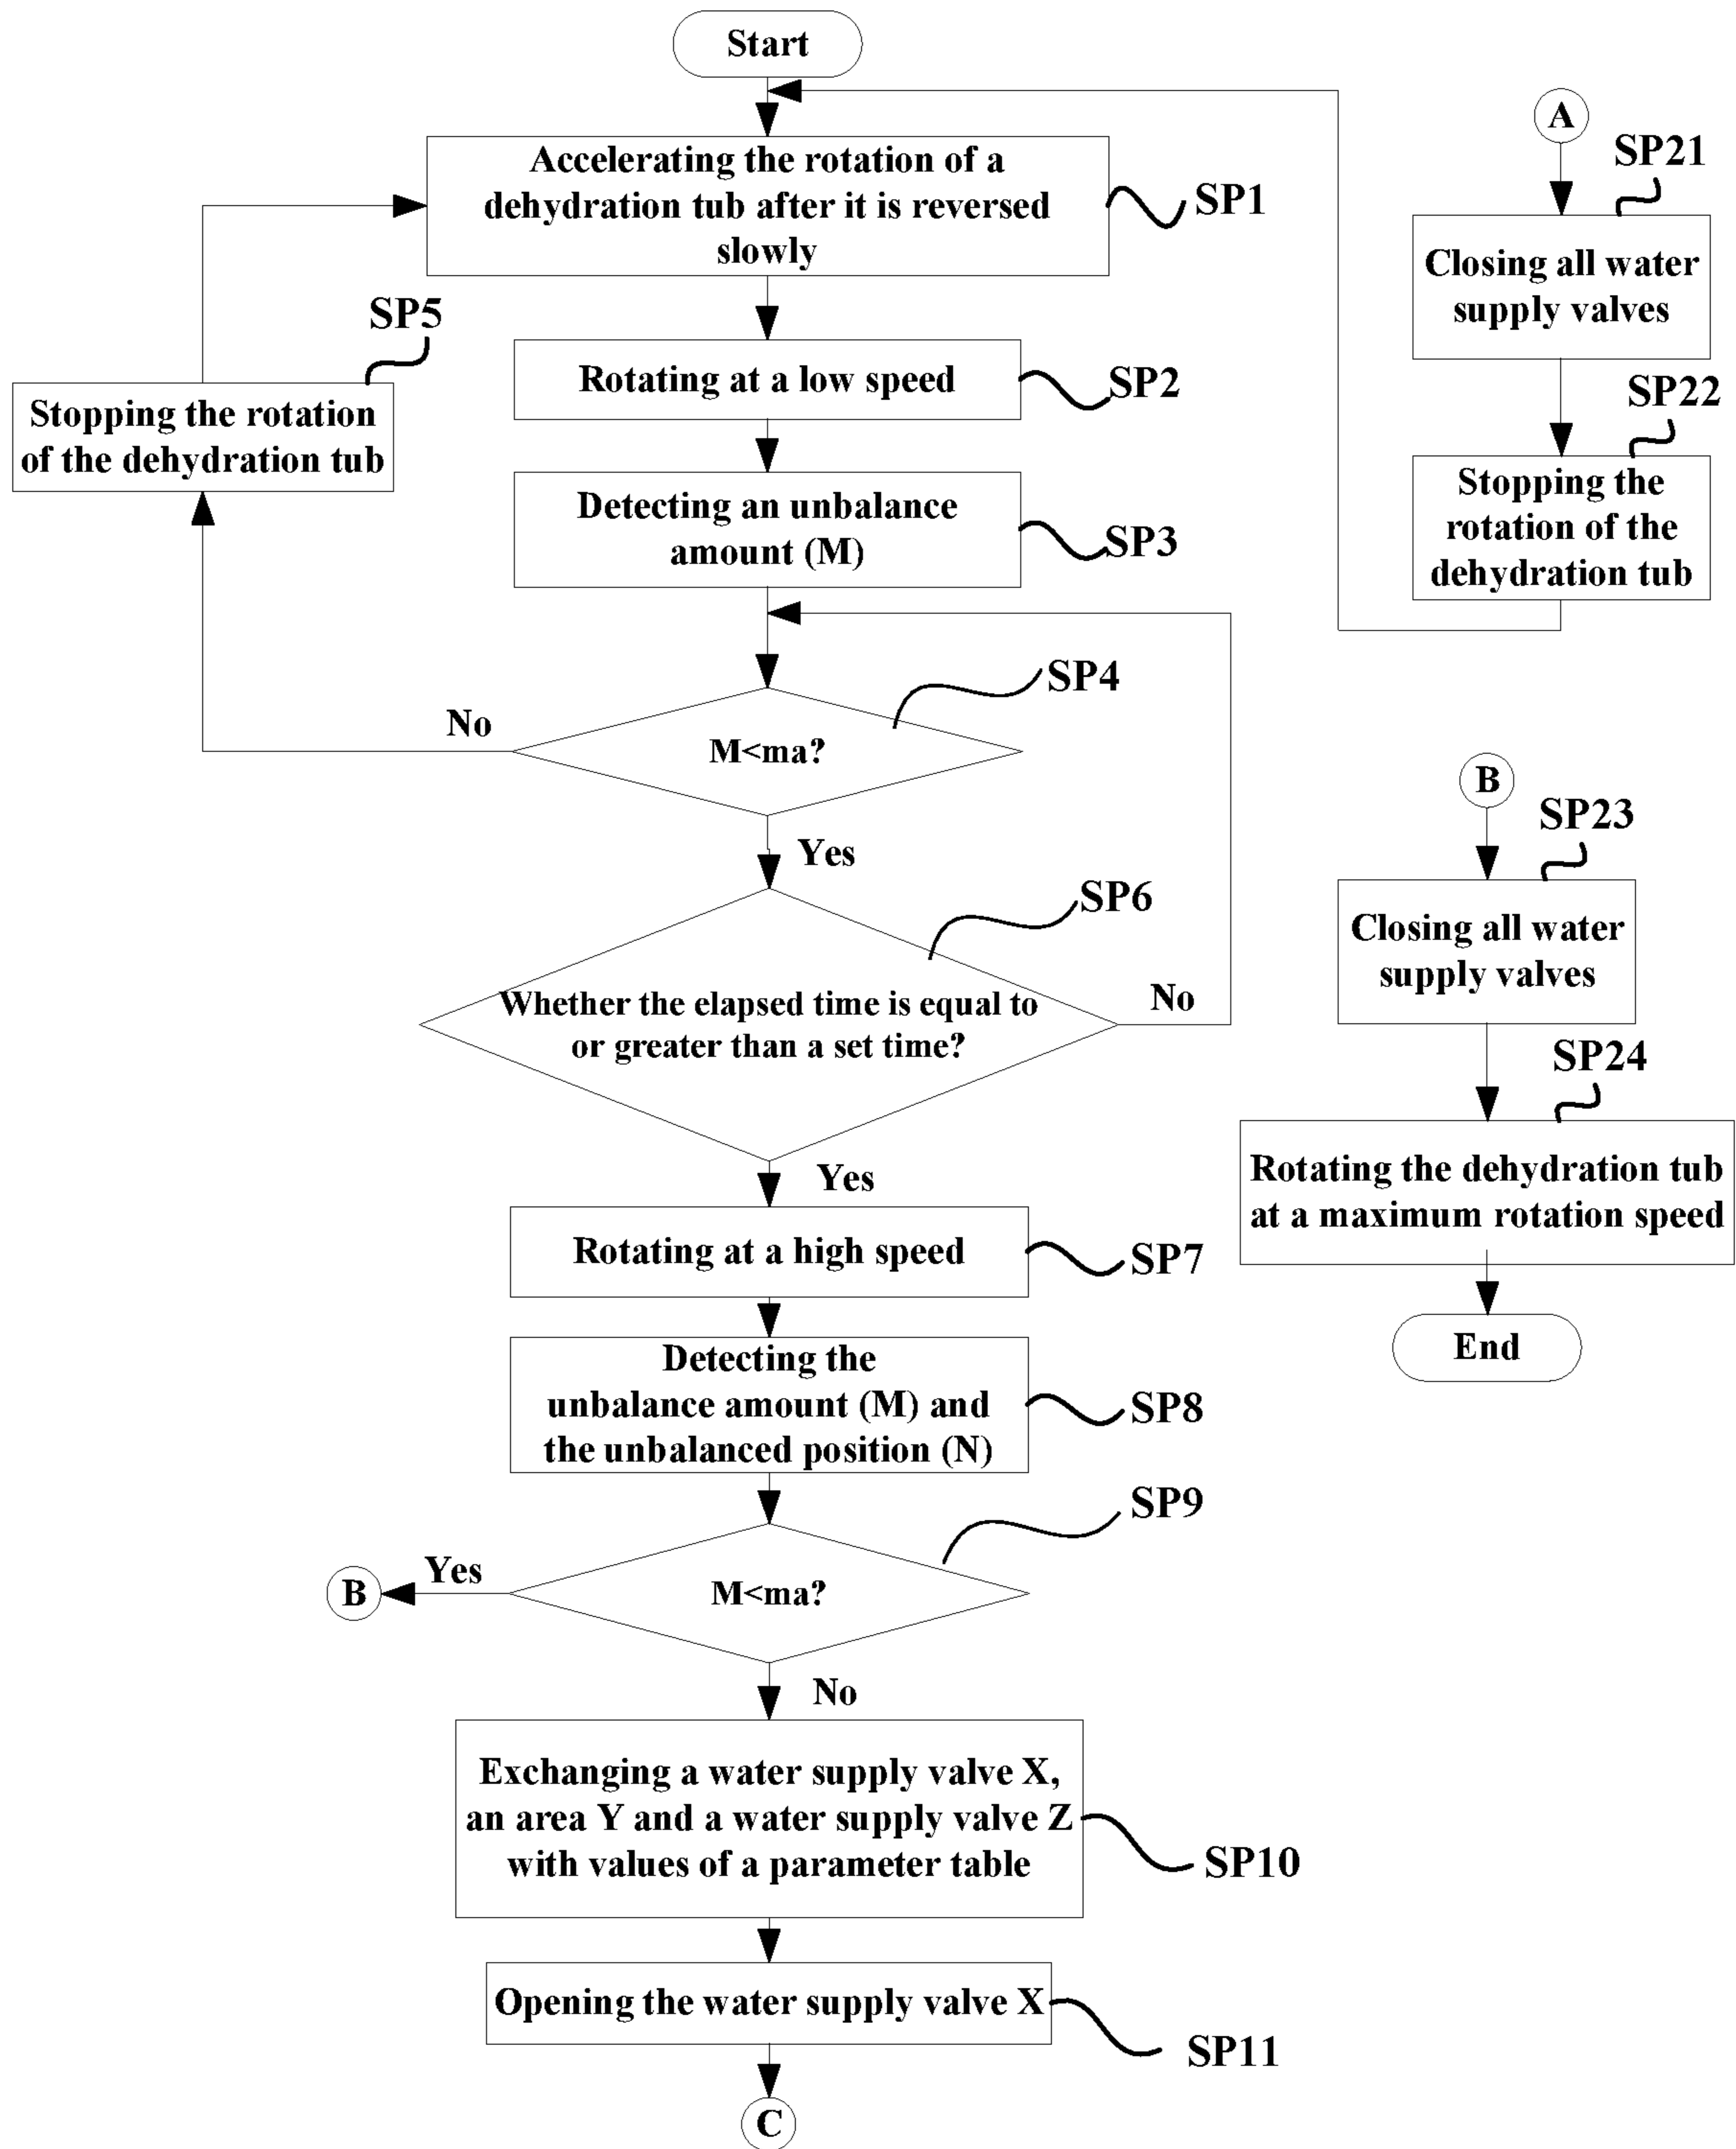 Start
Accelerating the rotation of a
dehydration tub after it is reversed
slowly
SP1
SP5
Stopping the rotation
of the dehydration tub
Rotating at a low speed
SP2
Detecting an unbalance
amount (M)
SP3
SP4
M<ma?
No
Yes
SP6
Whether the elapsed time is equal to
or greater than a set time?
No
Yes
Rotating at a high speed
SP7
Detecting the
unbalance amount (M) and
the unbalanced position (N)
SP8
SP9
M<ma?
Yes
B
No
Exchanging a water supply valve X,
an area Y and a water supply valve Z
with values of a parameter table
SP10
Opening the water supply valve X
SP11
C
A
SP21
Closing all water
supply valves
SP22
Stopping the
rotation of the
dehydration tub
B
SP23
Closing all water
supply valves
SP24
Rotating the dehydration tub
at a maximum rotation speed
End